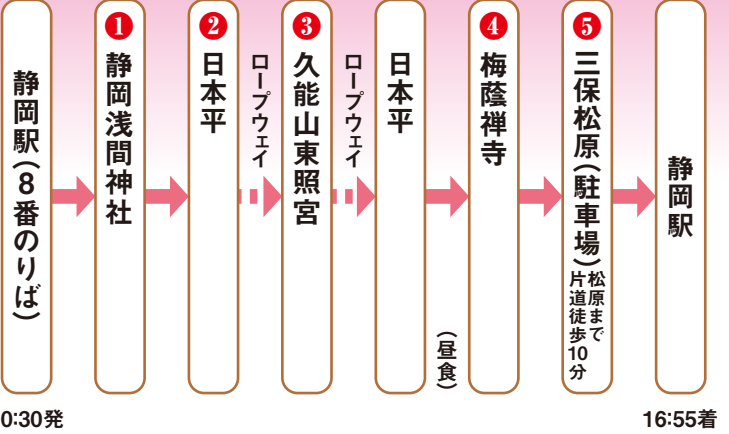 静岡駅（8番のりば）
❶
静岡浅間神社
❷
日本平
ロープウェイ
❸
久能山東照宮
ロープウェイ
日本平
（昼食）
❹
梅蔭禅寺
❺
三保松原（駐車場）
松原まで
片道徒歩10分
静岡駅
0:30発
16:55着